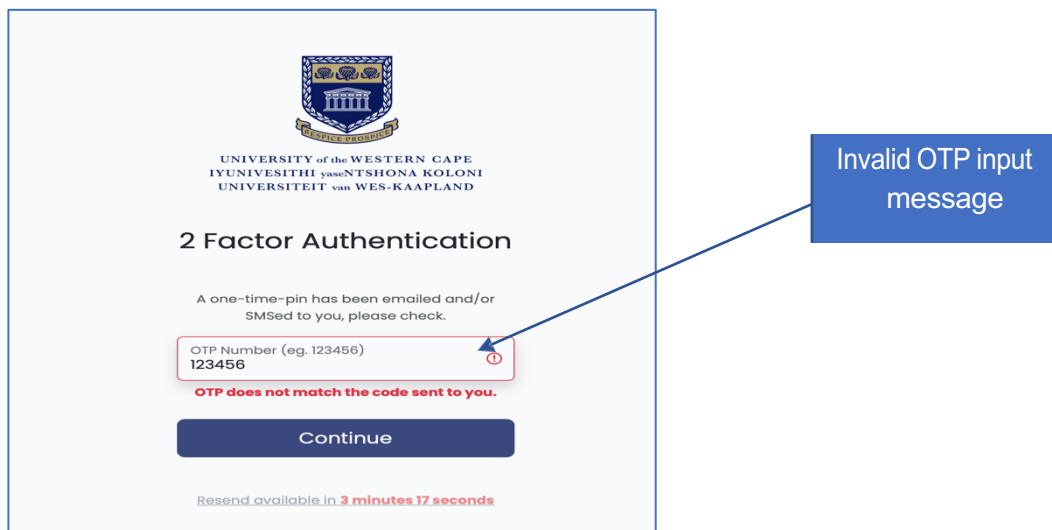 RESPICE PROSPICE
UNIVERSITY of the WESTERN CAPE
IYUNIVESITHI yaseNTSHONA KOLONI
UNIVERSITEIT van WES-KAAPLAND
2 Factor Authentication
A one-time-pin has been emailed and/or
SMSed to you, please check.
OTP Number (eg. 123456)
123456
OTP does not match the code sent to you.
Continue
Resend available in 3 minutes 17 seconds
Invalid OTP input
message